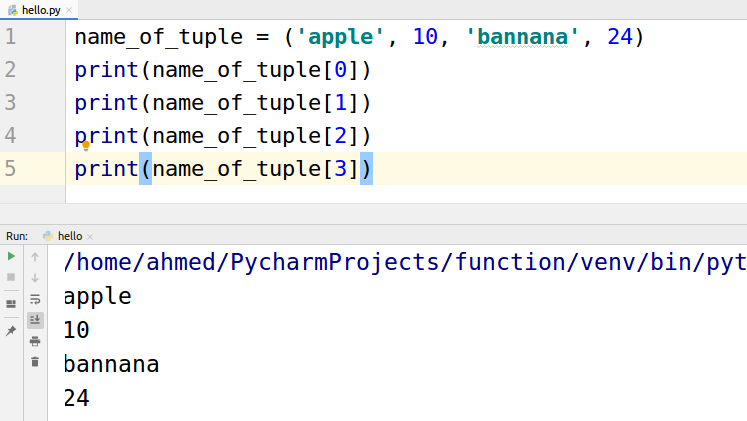 hello.py
1 name_of_tuple = ('apple', 10, 'bannana', 24)
2 print(name_of_tuple[0])
3 print(name_of_tuple[1])
4 print(name_of_tuple[2])
5 print(name_of_tuple[3])
Run: hello
/home/ahmed/PycharmProjects/function/venv/bin/pyt
apple
10
bannana
24